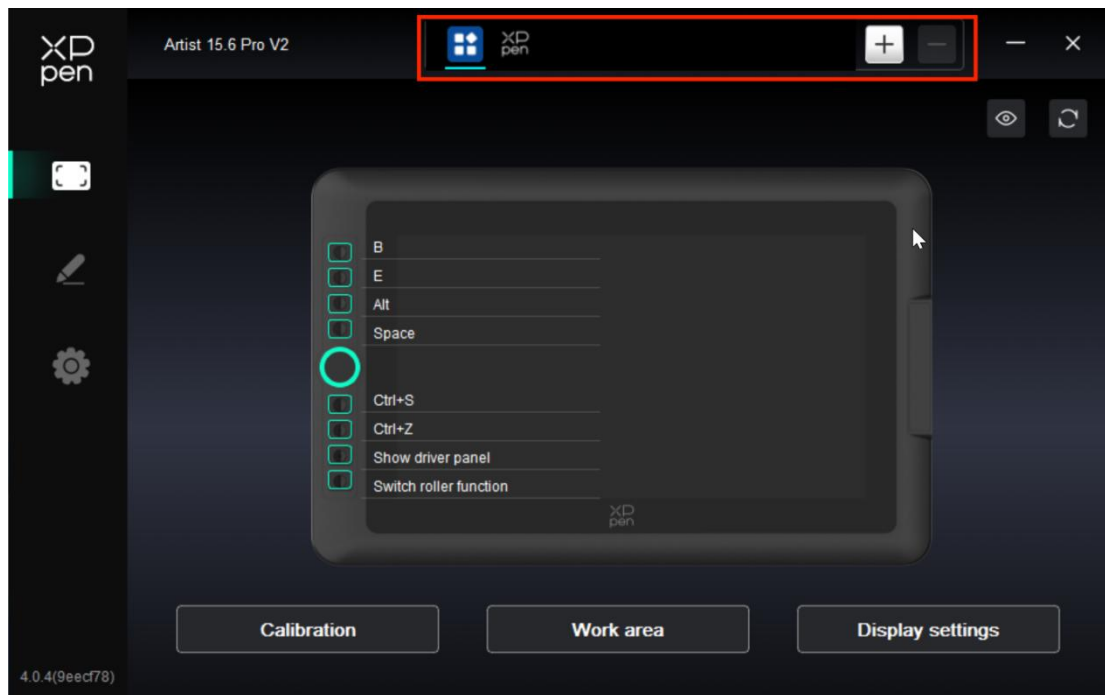 XP
pen
Artist 15.6 Pro V2
XP
pen
B
E
Alt
Space
Ctrl+S
Ctrl+Z
Show driver panel
Switch roller function
XP
pen
Calibration
Work area
Display settings
4.0.4(9eecf78)